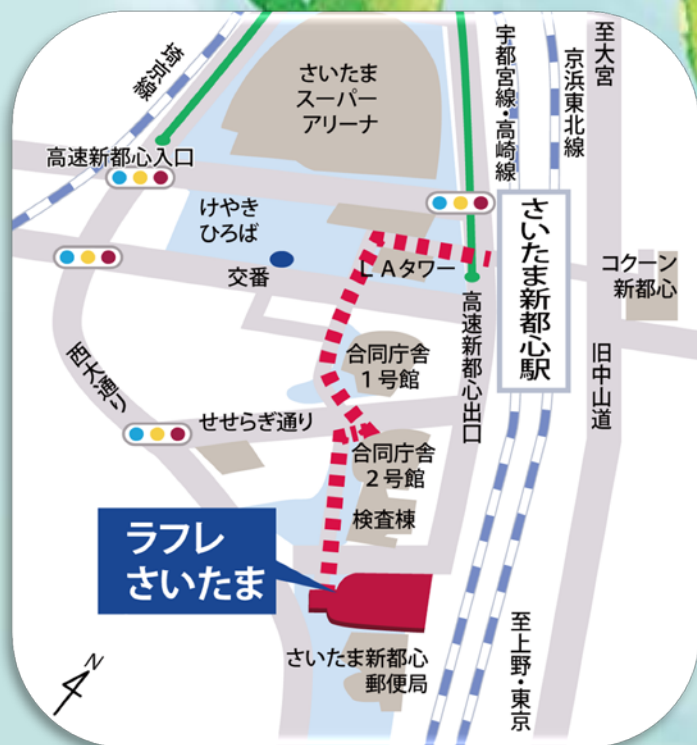 埼京線
さいたま
スーパー
アリーナ
宇都宮線・高崎線
京浜東北線
至大宮
高速新都心入口
けやき
ひろば
交番
LAタワー
さいたま新都心駅
コクーン
新都心
高速新都心出口
旧中山道
合同庁舎
1号館
西大通り
せせらぎ通り
合同庁舎
2号館
検査棟
ラフレ
さいたま
さいたま新都心
郵便局
至上野・東京
N